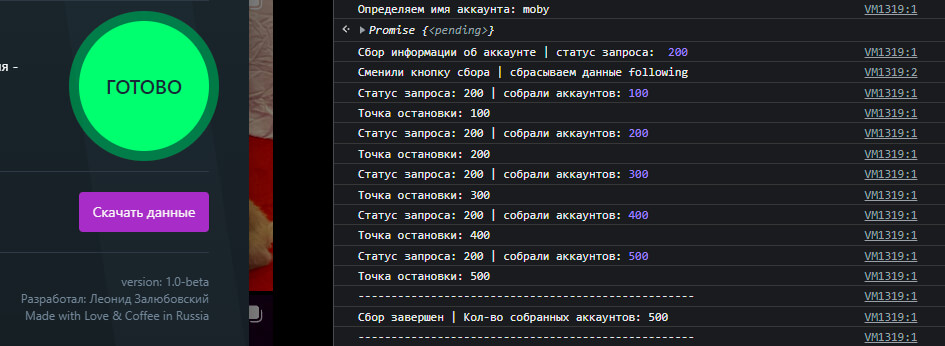 я -
ГОТОВО
Скачать данные
version: 1.0-beta
Разработал: Леонид Залюбовский
Made with Love & Coffee in Russia
Определяем имя аккаунта: moby VM1319:1
Promise {<pending>}
Сбор информации об аккаунте | статус запроса: 200 VM1319:1
Сменили кнопку сбора | сбрасываем данные following VM1319:2
Статус запроса: 200 | собрали аккаунтов: 100 VM1319:1
Точка остановки: 100 VM1319:1
Статус запроса: 200 | собрали аккаунтов: 200 VM1319:1
Точка остановки: 200 VM1319:1
Статус запроса: 200 | собрали аккаунтов: 300 VM1319:1
Точка остановки: 300 VM1319:1
Статус запроса: 200 | собрали аккаунтов: 400 VM1319:1
Точка остановки: 400 VM1319:1
Статус запроса: 200 | собрали аккаунтов: 500 VM1319:1
Точка остановки: 500 VM1319:1
------------------------------------------------ VM1319:1
Сбор завершен | Кол-во собранных аккаунтов: 500 VM1319:1
------------------------------------------------ VM1319:1